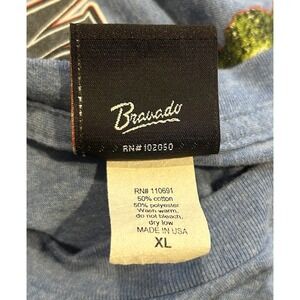 Bravado
RN# 102060
RN# 110691
50% cotton
50% polyester
Wash warm,
do not bleach,
dry low
MADE IN USA
XL